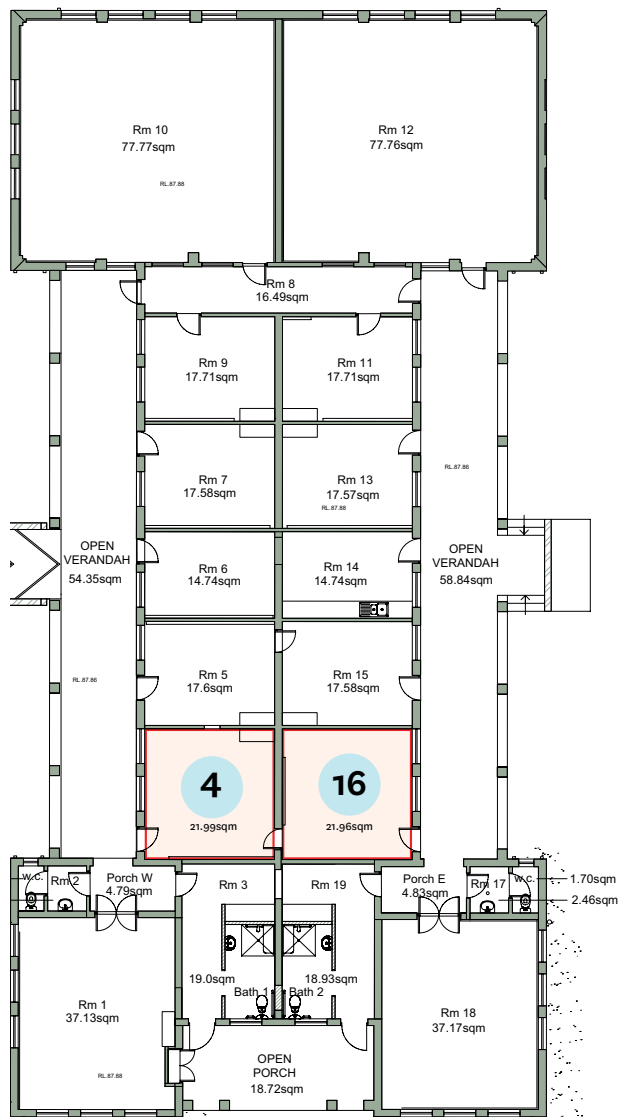 Rm 10
77.77sqm
RL.87.88
Rm 12
77.76sqm
Rm 8
16.49sqm
Rm 9
17.71sqm
Rm 11
17.71sqm
Rm 7
17.58sqm
Rm 13
17.57sqm
RL.87.88
RL.87.86
OPEN
VERANDAH
54.35sqm
Rm 6
14.74sqm
Rm 14
14.74sqm
OPEN
VERANDAH
58.84sqm
Rm 5
17.6sqm
Rm 15
17.58sqm
RL.87.86
4
21.99sqm
16
21.96sqm
w.c.
Rm 2
Porch W
4.79sqm
Rm 3
Rm 19
Porch E
4.83sqm
Rm 17
w.c.
1.70sqm
2.46sqm
19.0sqm
Bath 1
18.93sqm
Bath 2
Rm 1
37.13sqm
RL.87.88
Rm 18
37.17sqm
OPEN
PORCH
18.72sqm